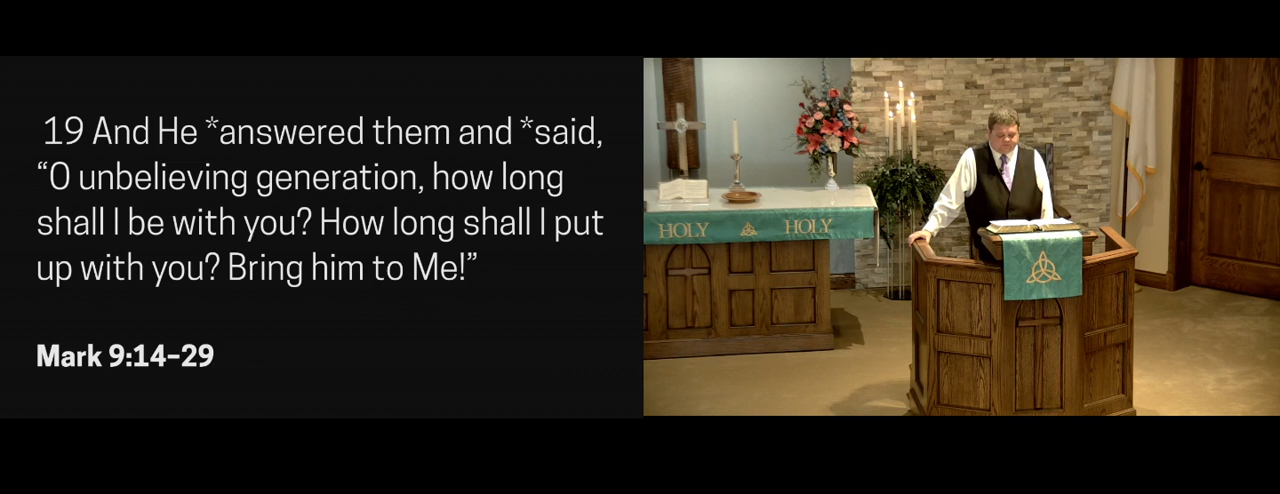 19 And He *answered them and *said,
“O unbelieving generation, how long
shall I be with you? How long shall I put
up with you? Bring him to Me!”
Mark 9:14–29
HOLY HOLY